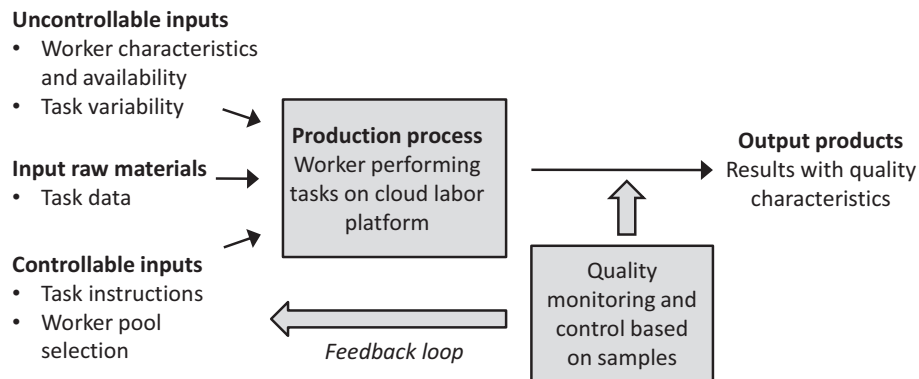 Uncontrollable inputs
• Worker characteristics
and availability
• Task variability
Input raw materials
• Task data
Controllable inputs
• Task instructions
• Worker pool
selection
Production process
Worker performing
tasks on cloud labor
platform
Output products
Results with quality
characteristics
Quality
monitoring and
control based
on samples
Feedback loop